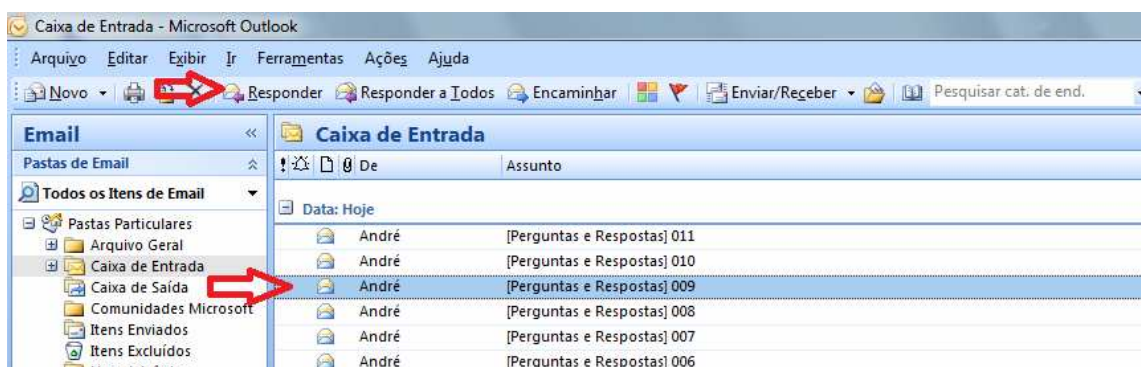 Caixa de Entrada - Microsoft Outlook
Arquivo Editar Exibir Ir Ferramentas Ações Ajuda
Novo Responder Responder a Todos Encaminhar Enviar/Receber Pesquisar cat. de end.
Email «
Caixa de Entrada
Pastas de Email
De Assunto
Todos os Itens de Email
Data: Hoje
Pastas Particulares
Arquivo Geral
Caixa de Entrada
Caixa de Saída
Comunidades Microsoft
Itens Enviados
Itens Excluídos
André [Perguntas e Respostas] 011
André [Perguntas e Respostas] 010
André [Perguntas e Respostas] 009
André [Perguntas e Respostas] 008
André [Perguntas e Respostas] 007
André [Perguntas e Respostas] 006